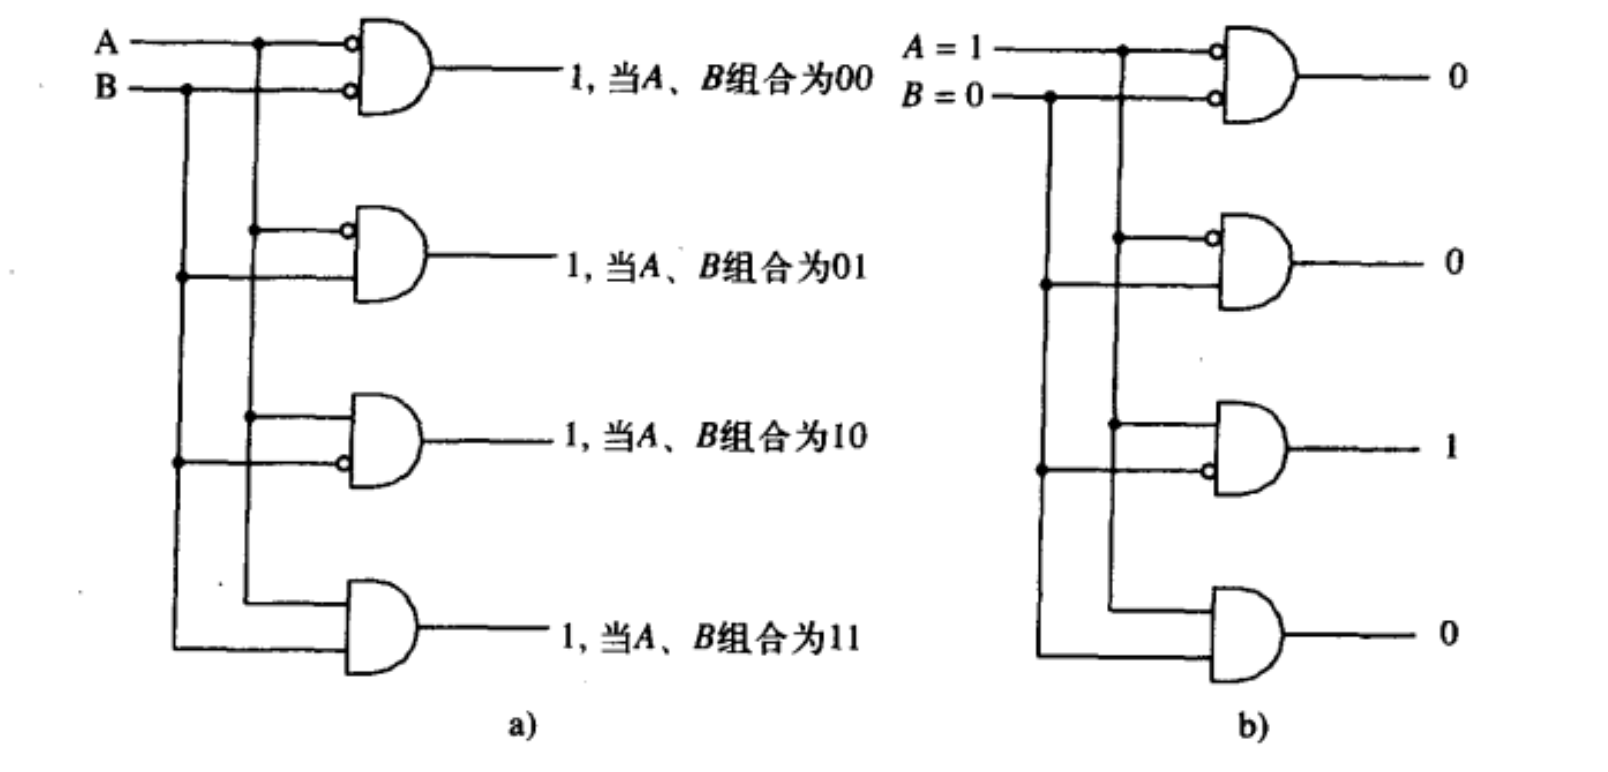 A
B
1, 当A、B组合为00
1, 当A、B组合为01
1, 当A、B组合为10
1, 当A、B组合为11
a)
A = 1
B = 0
0
0
1
0
b)